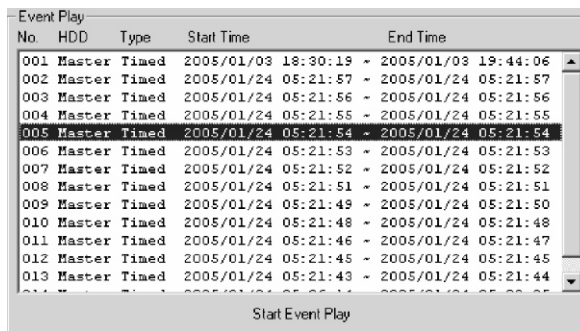 Event Play
No. HDD Type Start Time End Time
001 Master Timed 2005/01/03 18:30:19 ~ 2005/01/03 19:44:06
002 Master Timed 2005/01/24 05:21:57 ~ 2005/01/24 05:21:57
003 Master Timed 2005/01/24 05:21:56 ~ 2005/01/24 05:21:56
004 Master Timed 2005/01/24 05:21:55 ~ 2005/01/24 05:21:55
005 Master Timed 2005/01/24 05:21:54 ~ 2005/01/24 05:21:54
006 Master Timed 2005/01/24 05:21:53 ~ 2005/01/24 05:21:53
007 Master Timed 2005/01/24 05:21:52 ~ 2005/01/24 05:21:52
008 Master Timed 2005/01/24 05:21:51 ~ 2005/01/24 05:21:51
009 Master Timed 2005/01/24 05:21:49 ~ 2005/01/24 05:21:50
010 Master Timed 2005/01/24 05:21:48 ~ 2005/01/24 05:21:48
011 Master Timed 2005/01/24 05:21:46 ~ 2005/01/24 05:21:47
012 Master Timed 2005/01/24 05:21:45 ~ 2005/01/24 05:21:45
013 Master Timed 2005/01/24 05:21:43 ~ 2005/01/24 05:21:44
Start Event Play